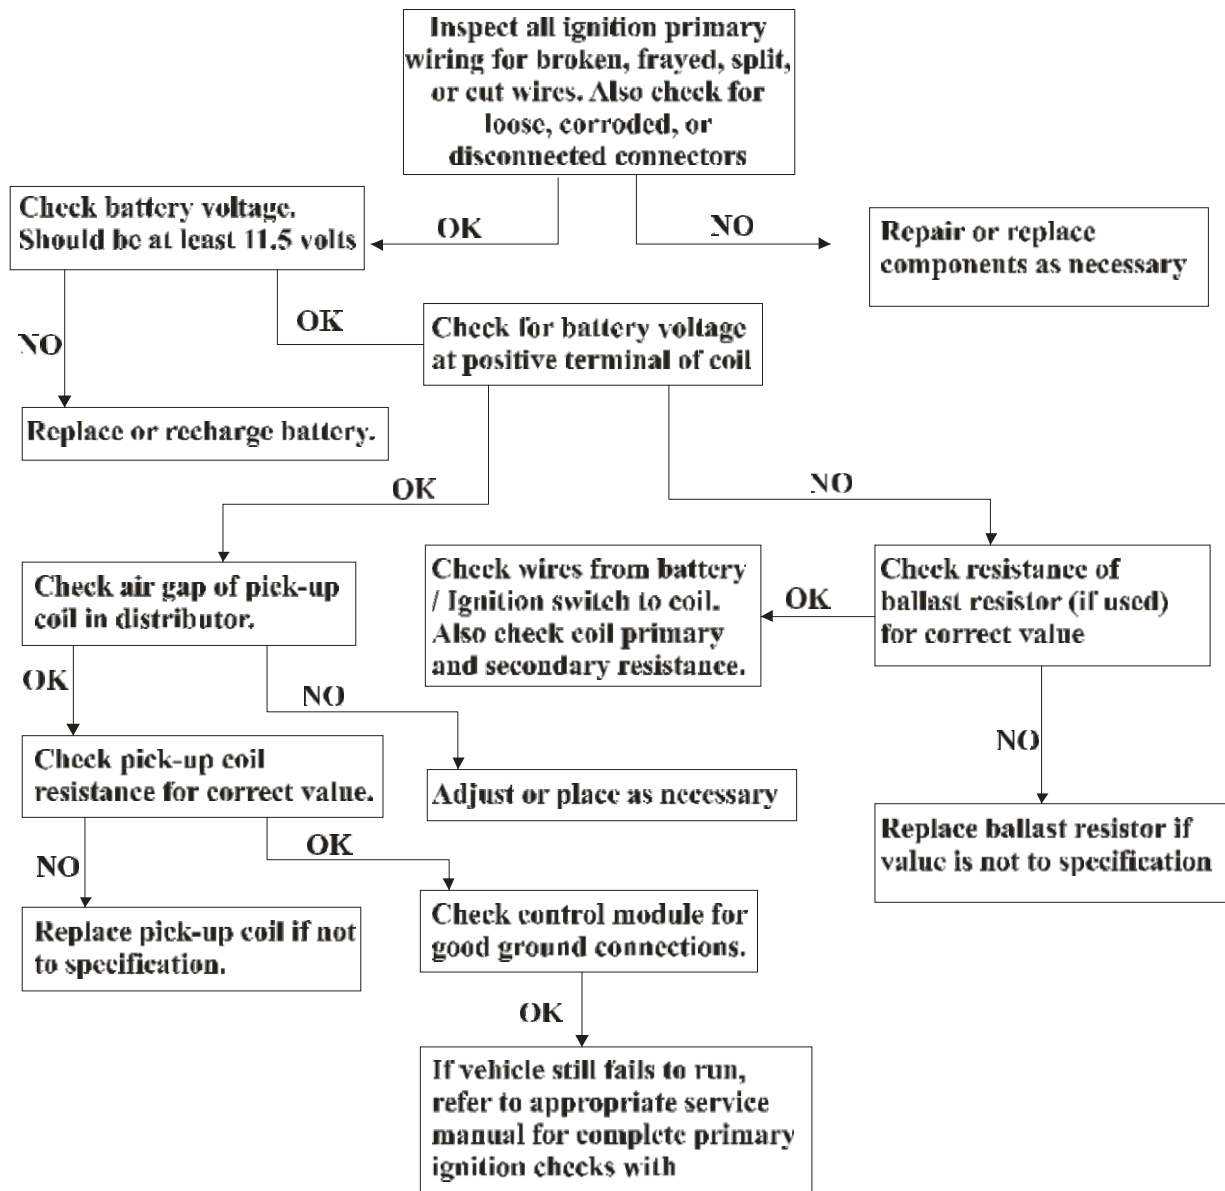 Inspect all ignition primary
wiring for broken, frayed, split,
or cut wires. Also check for
loose, corroded, or
disconnected connectors
Check battery voltage.
Should be at least 11.5 volts
OK
NO
Repair or replace
components as necessary
NO
OK
Check for battery voltage
at positive terminal of coil
Replace or recharge battery.
OK
NO
Check air gap of pick-up
coil in distributor.
Check wires from battery
/ Ignition switch to coil.
Also check coil primary
and secondary resistance.
OK
Check resistance of
ballast resistor (if used)
for correct value
OK
NO
NO
Check pick-up coil
resistance for correct value.
Adjust or place as necessary
Replace ballast resistor if
value is not to specification
NO
OK
Replace pick-up coil if not
to specification.
Check control module for
good ground connections.
OK
If vehicle still fails to run,
refer to appropriate service
manual for complete primary
ignition checks with